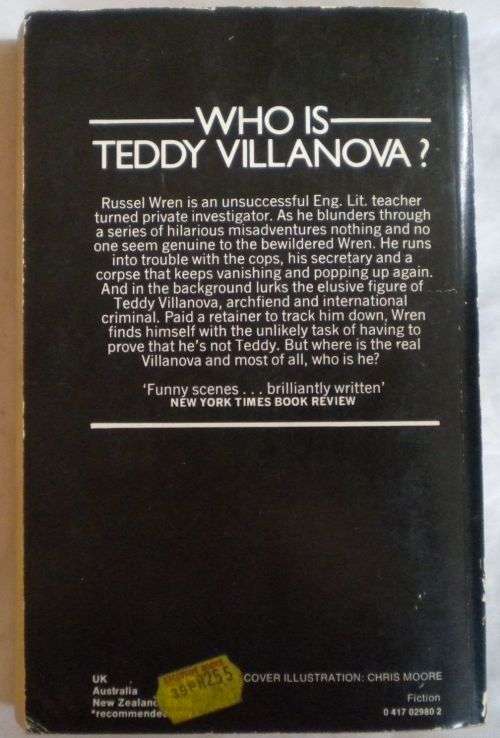 WHO IS
TEDDY VILLANOVA?
Russel Wren is an unsuccessful Eng. Lit. teacher
turned private investigator. As he blunders through
a series of hilarious misadventures nothing and no
one seem genuine to the bewildered Wren. He runs
into trouble with the cops, his secretary and a
corpse that keeps vanishing and popping up again.
And in the background lurks the elusive figure of
Teddy Villanova, archfiend and international
criminal. Paid a retainer to track him down, Wren
finds himself with the unlikely task of having to
prove that he's not Teddy. But where is the real
Villanova and most of all, who is he?
'Funny scenes . . . brilliantly written'
NEW YORK TIMES BOOK REVIEW
UK
Australia
New Zealand
*recommended
COVER ILLUSTRATION: CHRIS MOORE
Fiction
0 417 02980 2